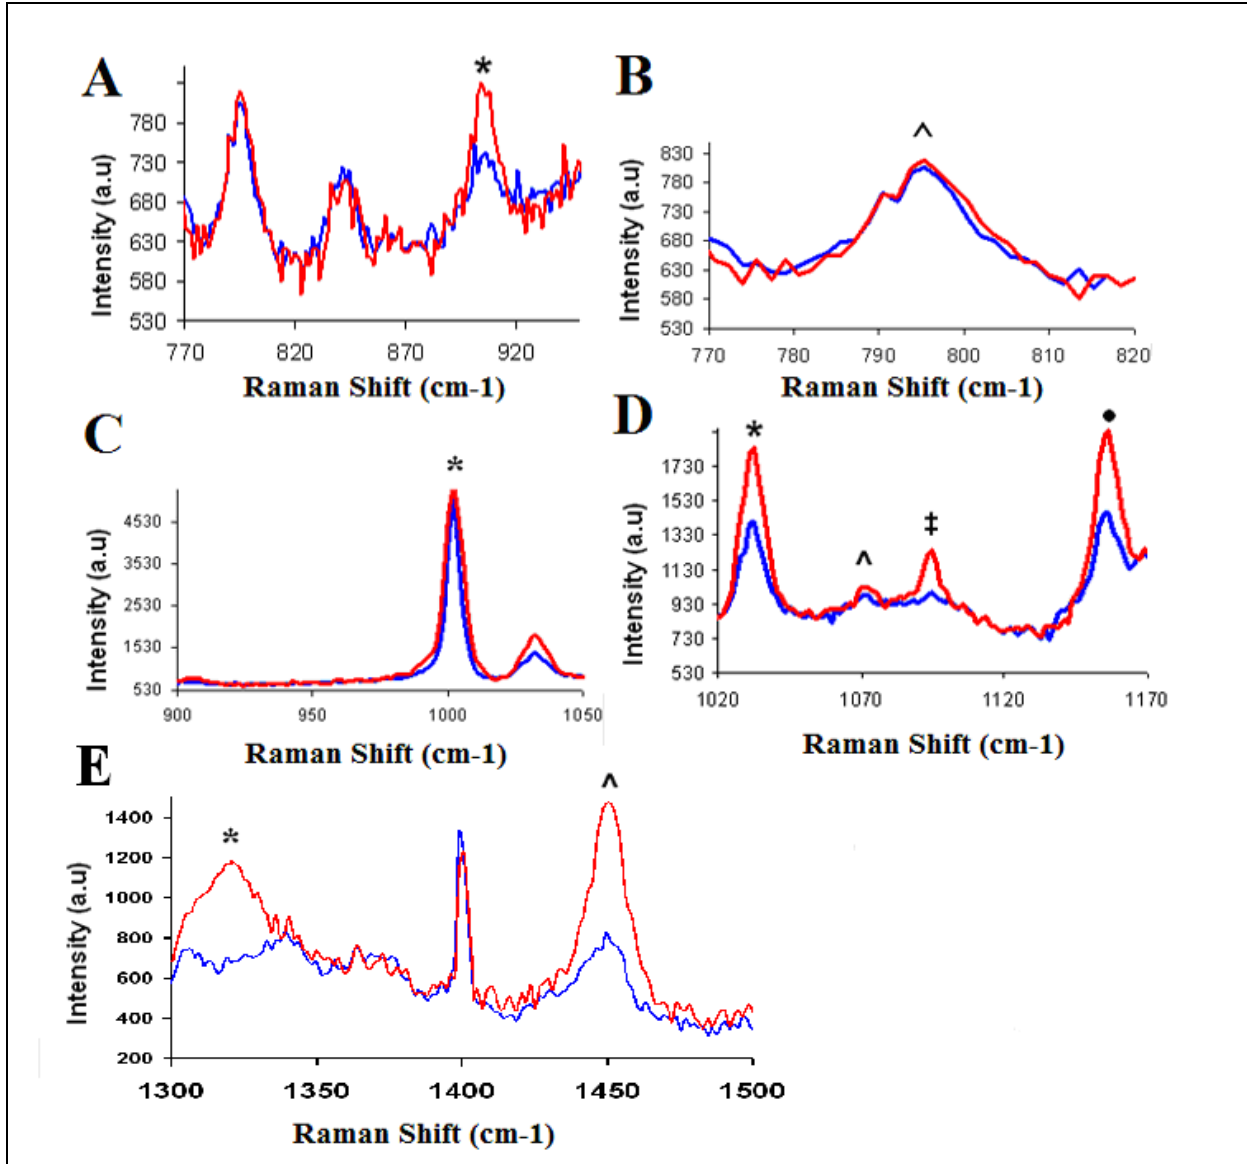 A
*
Intensity (a.u)
780
730
680
630
580
530
770 820 870 920
Raman Shift (cm-1)
B
^
Intensity (a.u)
830
780
730
680
630
580
530
770 780 790 800 810 820
Raman Shift (cm-1)
C
*
Intensity (a.u)
4530
3530
2530
1530
530
900 950 1000 1050
Raman Shift (cm-1)
D
* ^ ‡ •
Intensity (a.u)
1730
1530
1330
1130
930
730
530
1020 1070 1120 1170
Raman Shift (cm-1)
E
* ^
Intensity (a.u)
1400
1200
1000
800
600
400
200
1300 1350 1400 1450 1500
Raman Shift (cm-1)